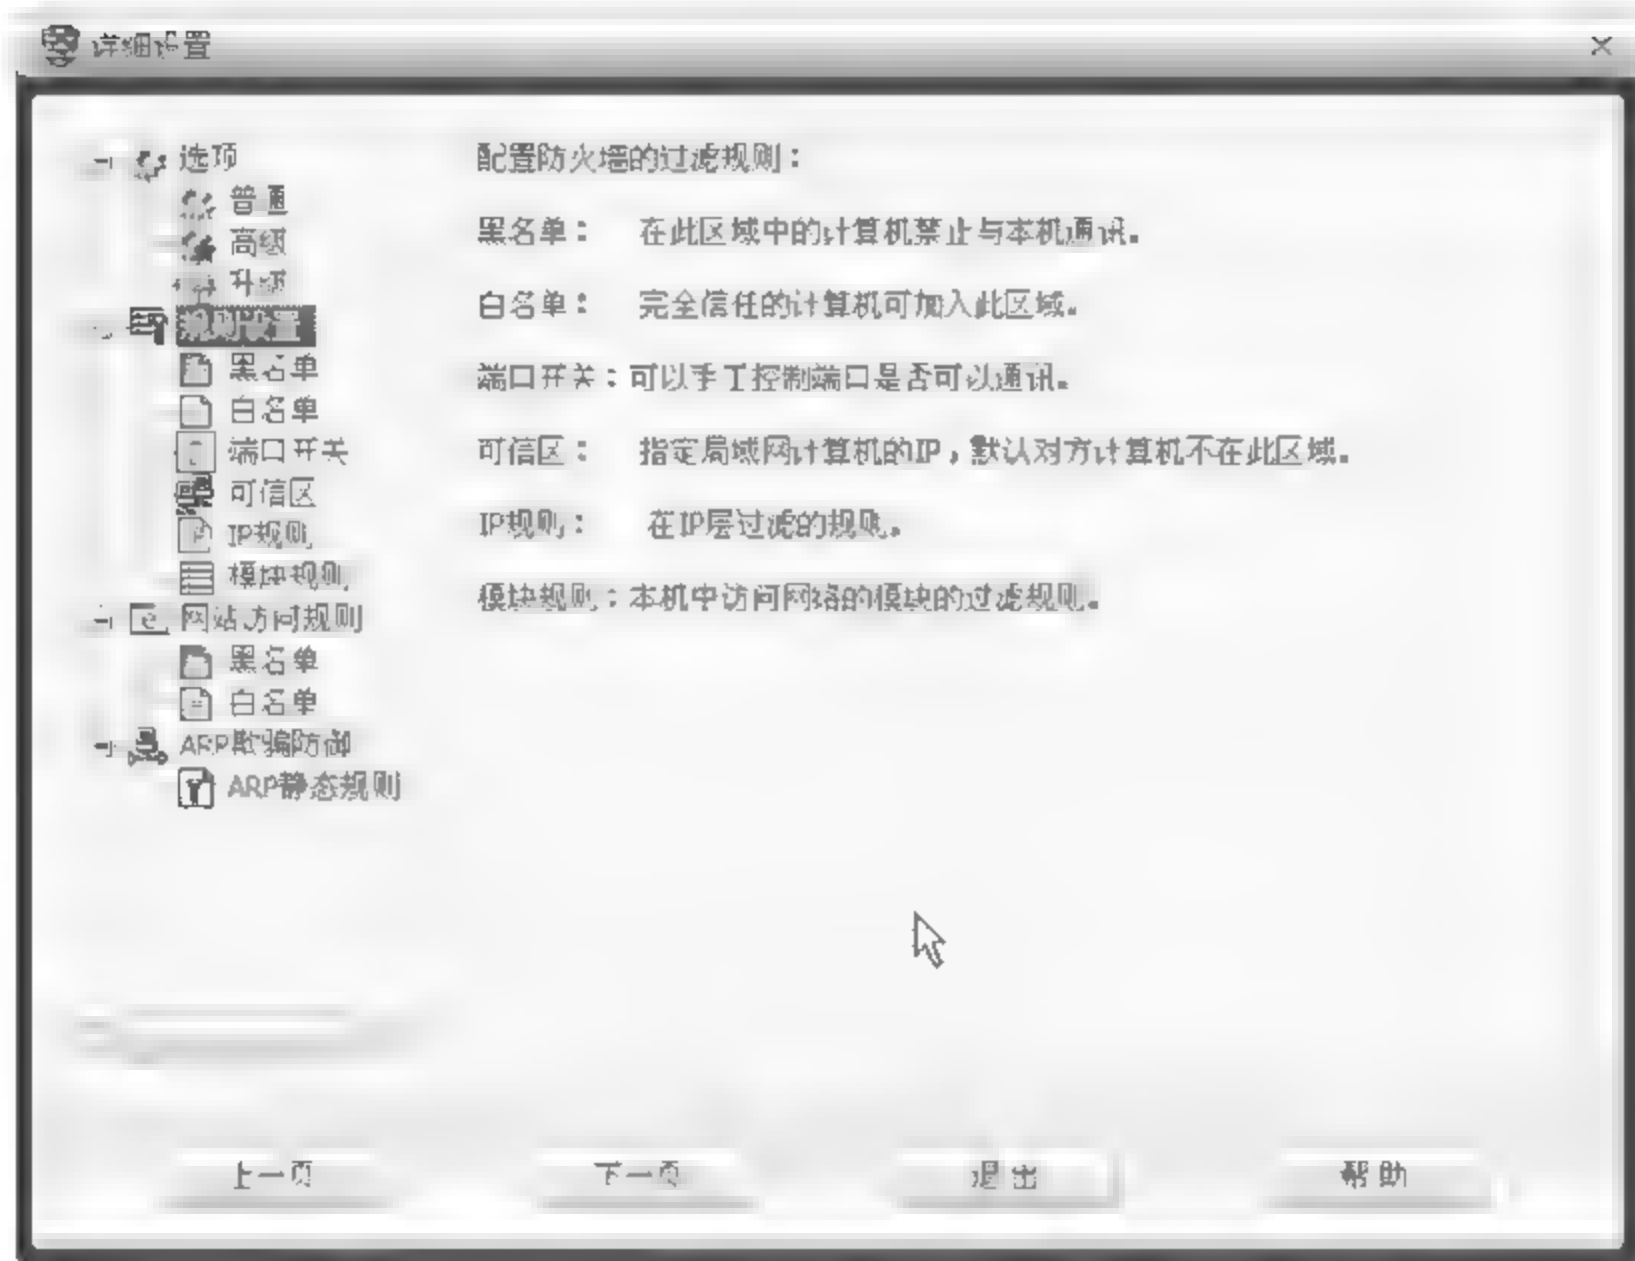 详细设置
选项
普通
高级
升级
规则设置
黑名单
白名单
端口开关
可信区
IP规则
模块规则
网站访问规则
黑名单
白名单
ARP欺骗防御
ARP静态规则
配置防火墙的过滤规则：
黑名单： 在此区域中的计算机禁止与本机通讯。
白名单： 完全信任的计算机可加入此区域。
端口开关：可以手工控制端口是否可以通讯。
可信区： 指定局域网计算机的IP，默认对方计算机不在此区域。
IP规则： 在IP层过滤的规则。
模块规则：本机中访问网络的模块的过滤规则。
上一页 下一页 退出 帮助